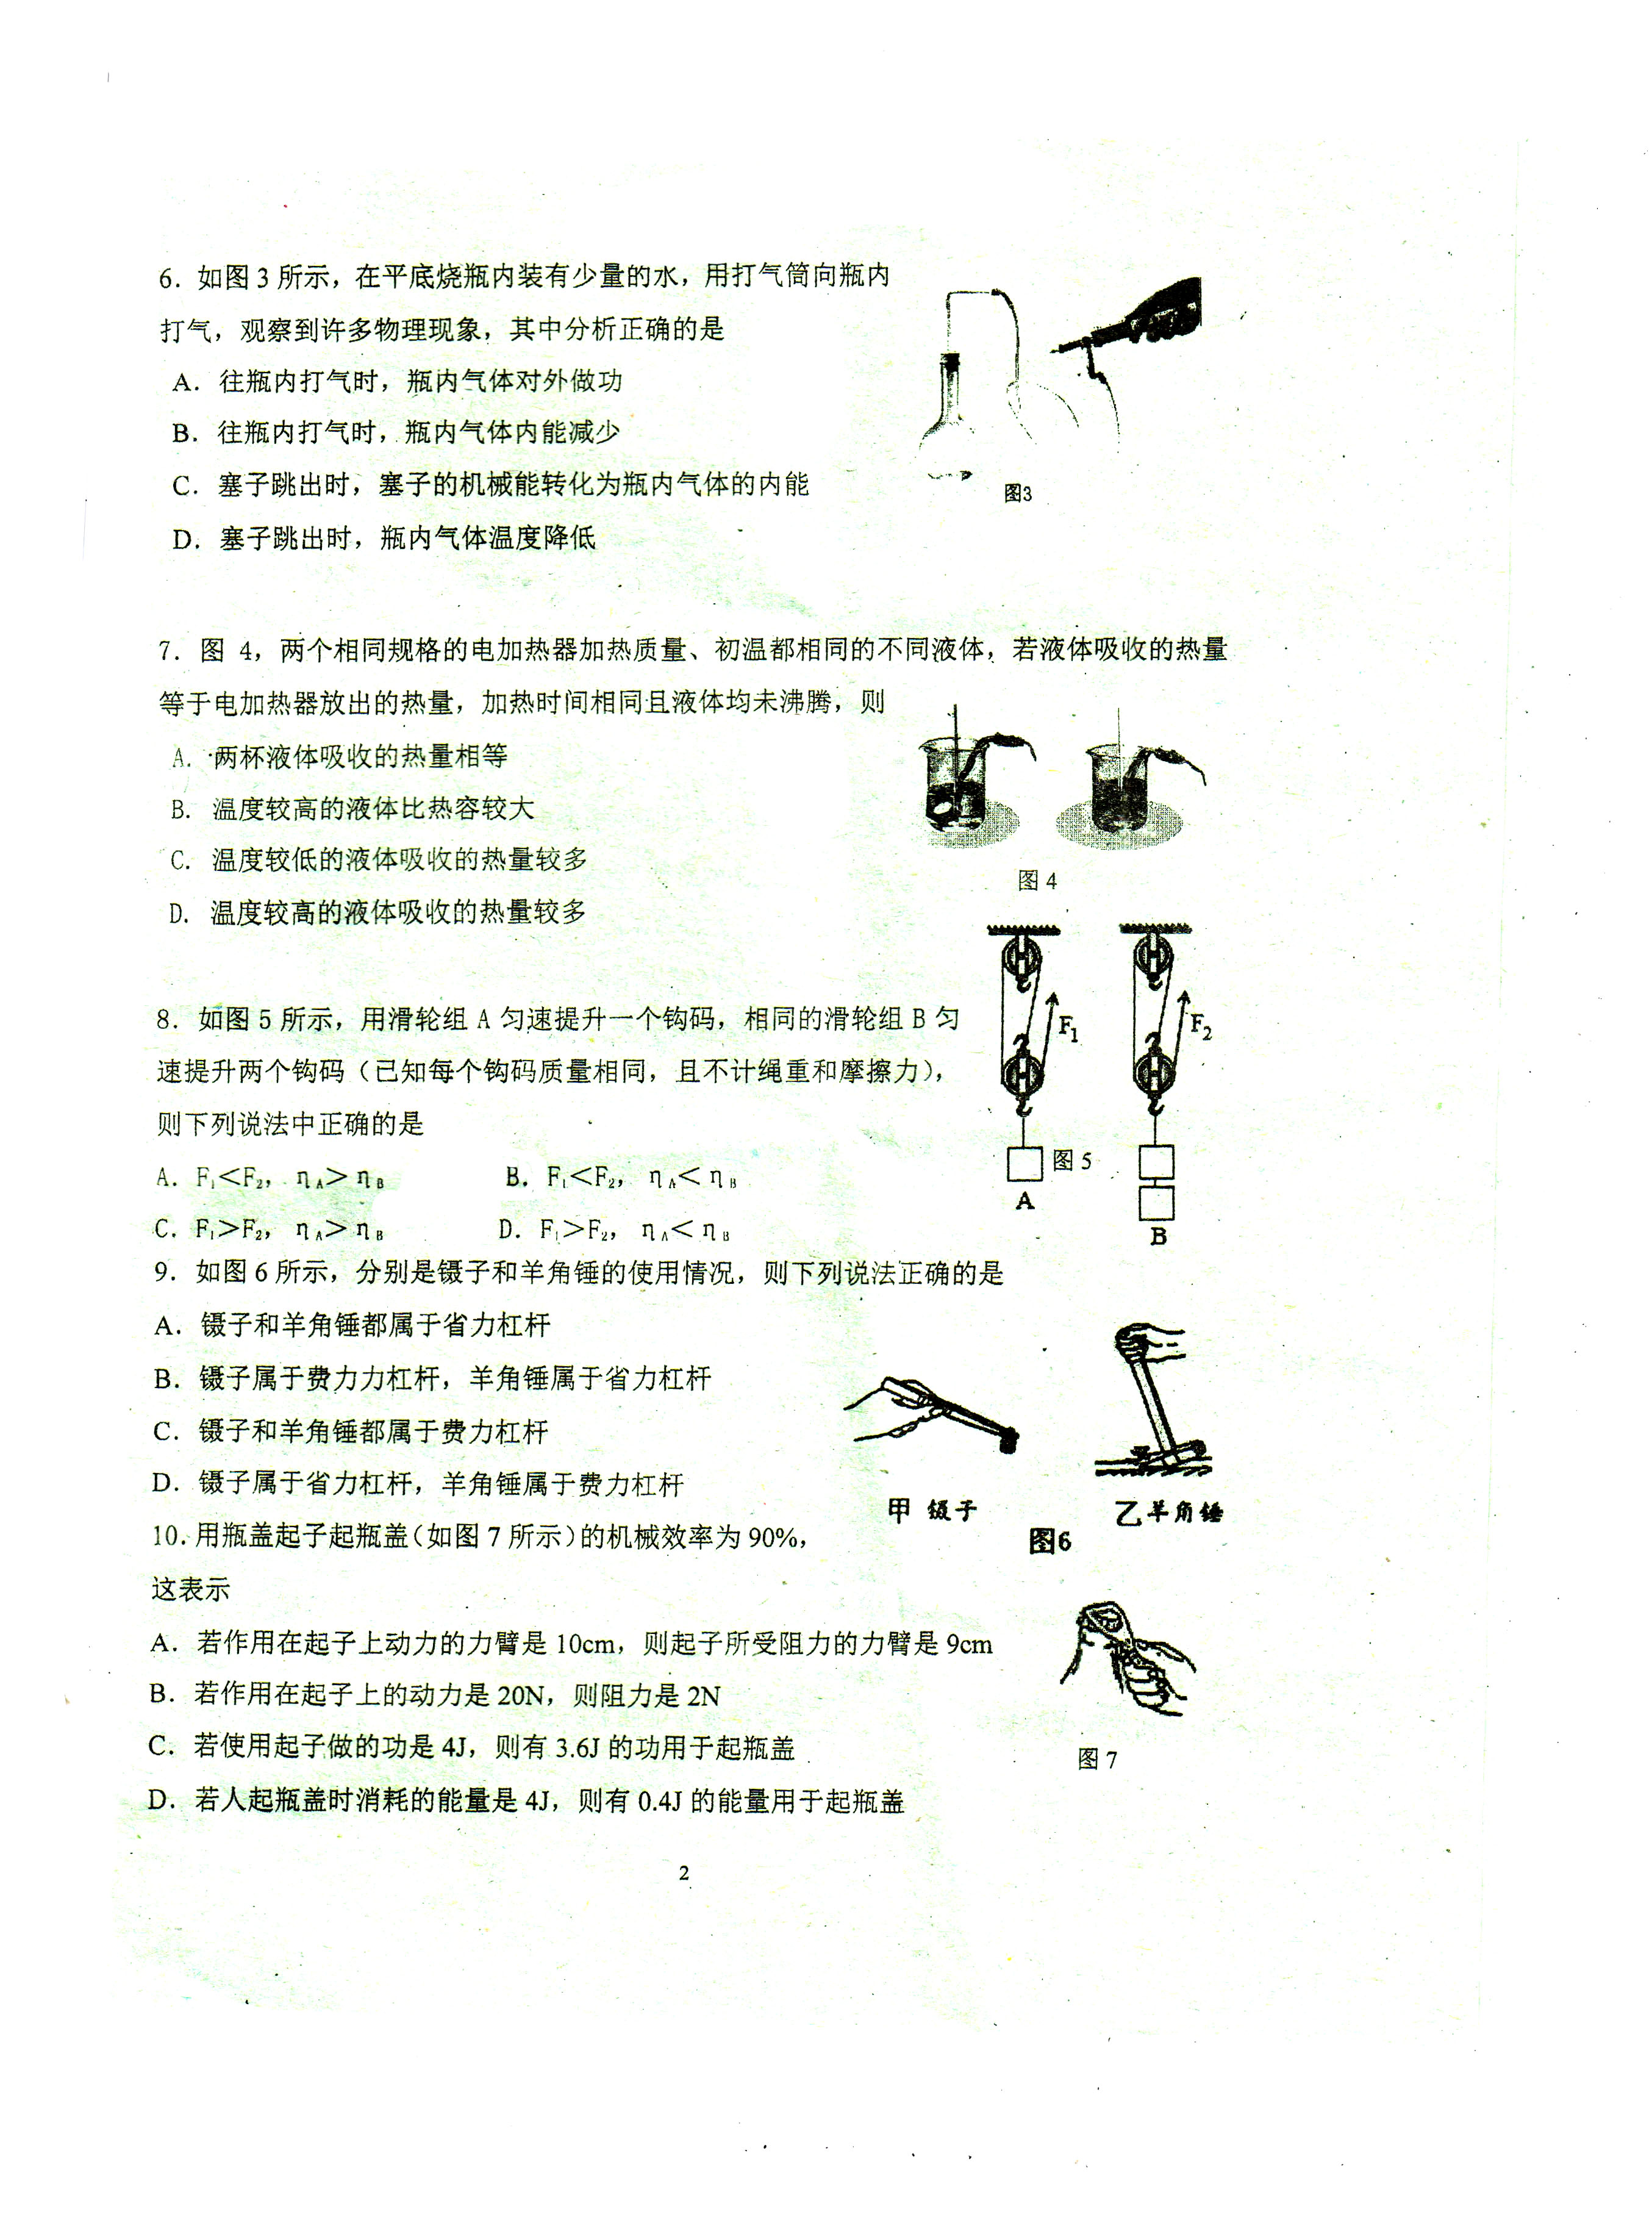 6．如图 3 所示，在平底烧瓶内装有少量的水，用打气筒向瓶内
打气，观察到许多物理现象，其中分析正确的是
A．往瓶内打气时，瓶内气体对外做功
B．往瓶内打气时，瓶内气体内能减少
C．塞子跳出时，塞子的机械能转化为瓶内气体的内能
D．塞子跳出时，瓶内气体温度降低
图3
7．图 4，两个相同规格的电加热器加热质量、初温都相同的不同液体，若液体吸收的热量
等于电加热器放出的热量，加热时间相同且液体均未沸腾，则
A．两杯液体吸收的热量相等
B．温度较高的液体比热容较大
C．温度较低的液体吸收的热量较多
D．温度较高的液体吸收的热量较多
图 4
8．如图 5 所示，用滑轮组 A 匀速提升一个钩码，相同的滑轮组 B 匀
速提升两个钩码（已知每个钩码质量相同，且不计绳重和摩擦力），
则下列说法中正确的是
A．F₁＜F₂，η_A＞η_B　　B．F₁＜F₂，η_A＜η_B
C．F₁＞F₂，η_A＞η_B　　D．F₁＞F₂，η_A＜η_B
F₁
F₂
图 5
A
B
9．如图 6 所示，分别是镊子和羊角锤的使用情况，则下列说法正确的是
A．镊子和羊角锤都属于省力杠杆
B．镊子属于费力力杠杆，羊角锤属于省力杠杆
C．镊子和羊角锤都属于费力杠杆
D．镊子属于省力杠杆，羊角锤属于费力杠杆
甲 镊子
乙羊角锤
图6
10．用瓶盖起子起瓶盖（如图 7 所示）的机械效率为 90%，
这表示
A．若作用在起子上动力的力臂是 10cm，则起子所受阻力的力臂是 9cm
B．若作用在起子上的动力是 20N，则阻力是 2N
C．若使用起子做的功是 4J，则有 3.6J 的功用于起瓶盖
D．若人起瓶盖时消耗的能量是 4J，则有 0.4J 的能量用于起瓶盖
图 7
2